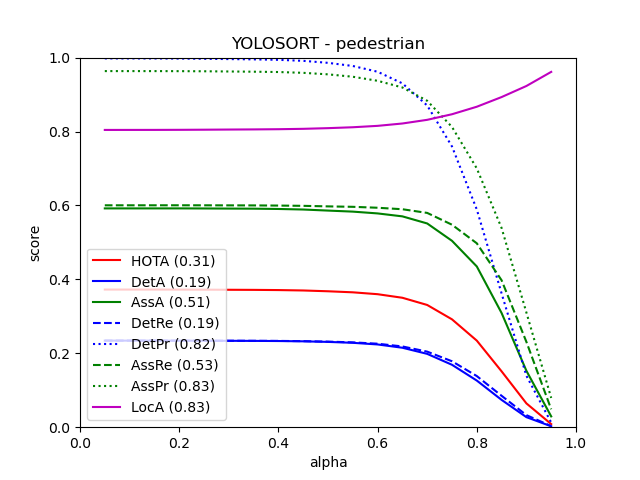 YOLOSORT - pedestrian
score
1.0
0.8
0.6
0.4
0.2
0.0
HOTA (0.31)
DetA (0.19)
AssA (0.51)
DetRe (0.19)
DetPr (0.82)
AssRe (0.53)
AssPr (0.83)
LocA (0.83)
0.0 0.2 0.4 0.6 0.8 1.0
alpha